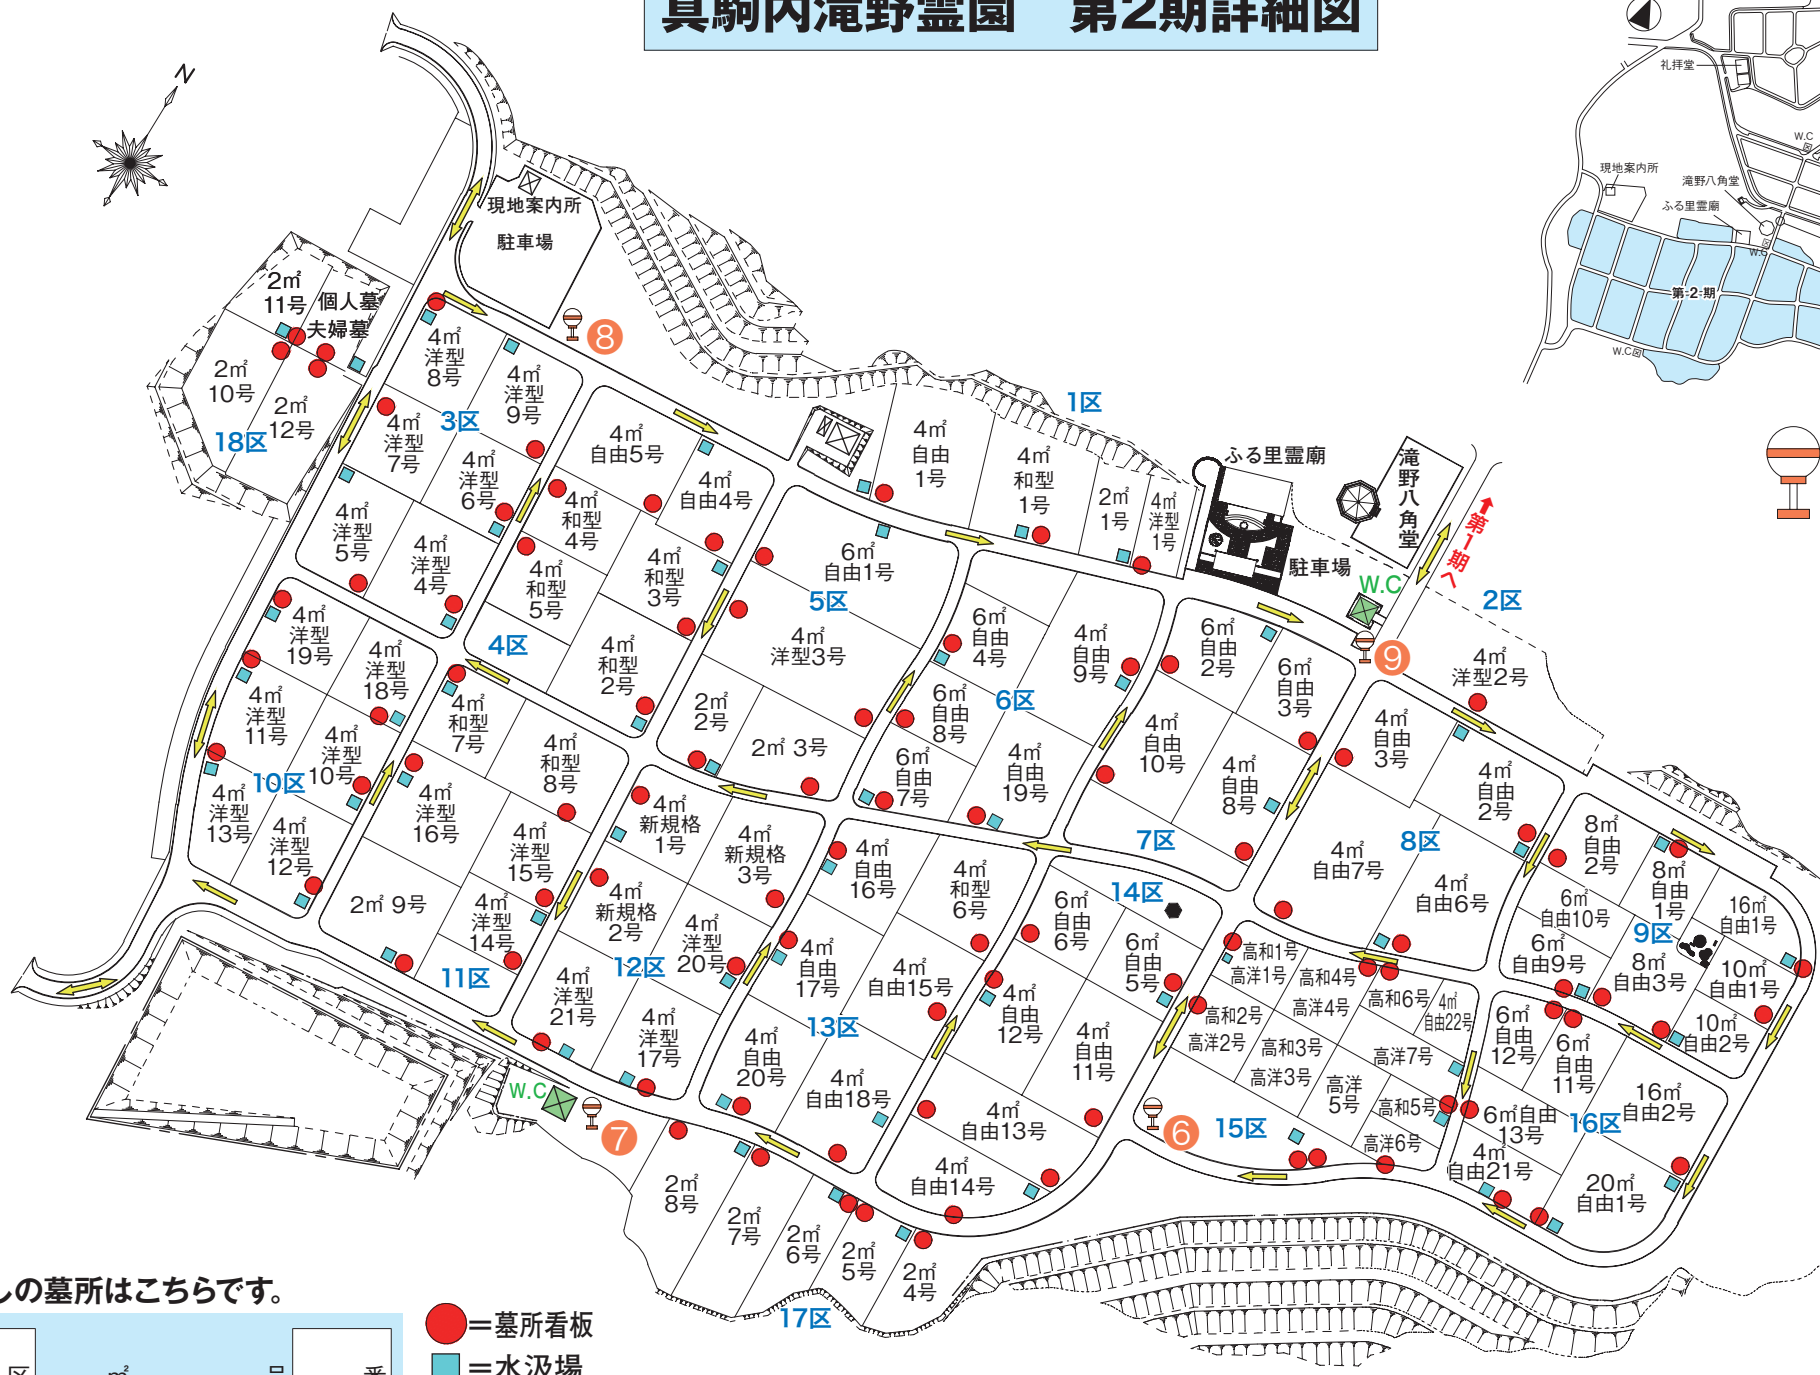 真駒内滝野霊園　第2期詳細図
N
礼拝堂
W.C
現地案内所
滝野八角堂
ふる里霊廟
W.C
第-2-期
W.C
現地案内所
駐車場
8
2㎡
11号
個人墓
夫婦墓
2㎡
10号
2㎡
12号
18区
4㎡
洋型
8号
4㎡
洋型
9号
3区
4㎡
洋型
7号
4㎡
洋型
6号
4㎡
洋型
5号
4㎡
洋型
4号
4㎡
自由5号
4㎡
自由4号
4㎡
和型
4号
4㎡
和型
3号
4㎡
和型
5号
4㎡
和型
2号
4区
1区
4㎡
自由
1号
4㎡
和型
1号
2㎡
1号
4㎡
洋型
1号
ふる里霊廟
滝野八角堂
駐車場
W.C
第1期へ
2区
9
4㎡
洋型2号
6㎡
自由1号
5区
4㎡
洋型3号
2㎡
2号
2㎡ 3号
6㎡
自由
4号
4㎡
自由
9号
6区
6㎡
自由
8号
6㎡
自由
7号
4㎡
自由
19号
6㎡
自由
2号
6㎡
自由
3号
4㎡
自由
10号
4㎡
自由
8号
7区
4㎡
自由
3号
4㎡
自由
2号
8区
4㎡
自由7号
4㎡
自由6号
8㎡
自由
2号
8㎡
自由
1号
16㎡
自由1号
6㎡
自由10号
9区
6㎡
自由9号
8㎡
自由3号
10㎡
自由1号
10㎡
自由2号
4㎡
洋型
19号
4㎡
洋型
18号
4㎡
洋型
11号
4㎡
洋型
10号
10区
4㎡
洋型
13号
4㎡
洋型
12号
4㎡
和型
7号
4㎡
和型
8号
4㎡
洋型
16号
4㎡
洋型
15号
2㎡ 9号
4㎡
洋型
14号
11区
4㎡
新規格
1号
4㎡
新規格
3号
4㎡
新規格
2号
4㎡
洋型
20号
12区
4㎡
洋型
21号
4㎡
洋型
17号
4㎡
自由
16号
4㎡
和型
6号
4㎡
自由
17号
4㎡
自由15号
13区
4㎡
自由
20号
4㎡
自由18号
14区
6㎡
自由
6号
6㎡
自由
5号
4㎡
自由
12号
4㎡
自由
11号
4㎡
自由13号
4㎡
自由14号
高和1号
高洋1号
高和4号
高洋4号
高和6号
4㎡
自由22号
高和2号
高洋2号
高和3号
高洋3号
高洋7号
高洋
5号
高和5号
高洋6号
15区
6
6㎡
自由
12号
6㎡
自由
11号
16㎡
自由2号
6㎡自由
13号
16区
4㎡
自由21号
20㎡
自由1号
W.C
7
2㎡
8号
2㎡
7号
2㎡
6号
2㎡
5号
2㎡
4号
17区
しの墓所はこちらです。
区
㎡
号
番
＝墓所看板
＝水汲場